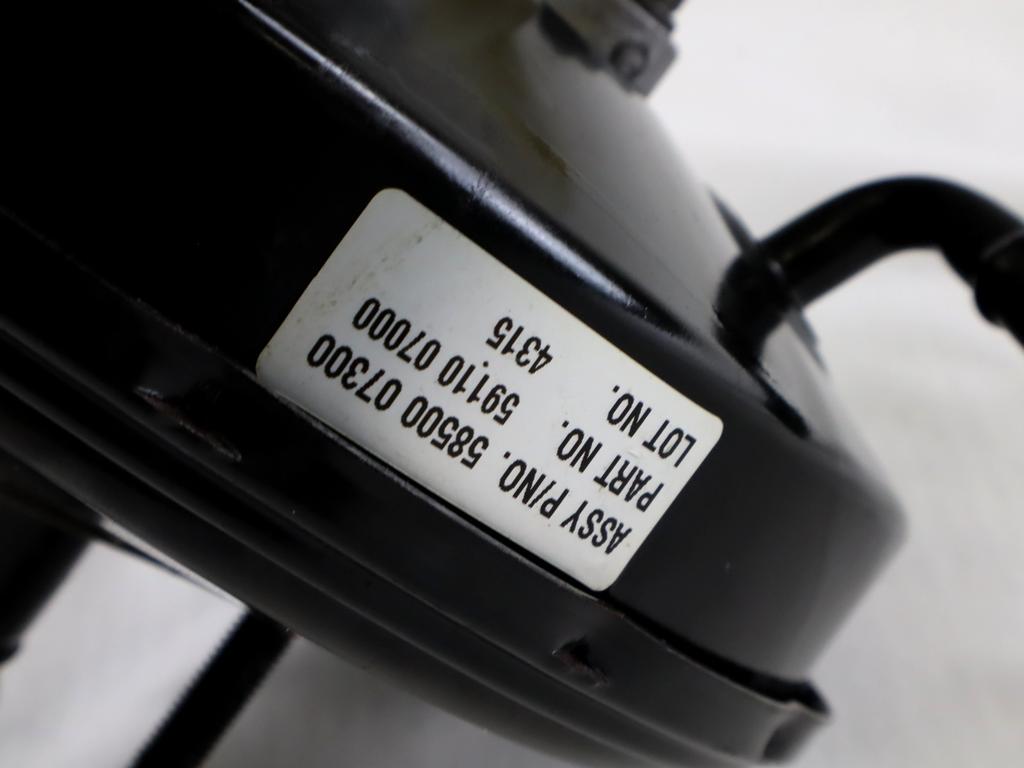 ASSY P/NO. 58500 07300
PART NO. 59110 07000
LOT NO. 4315